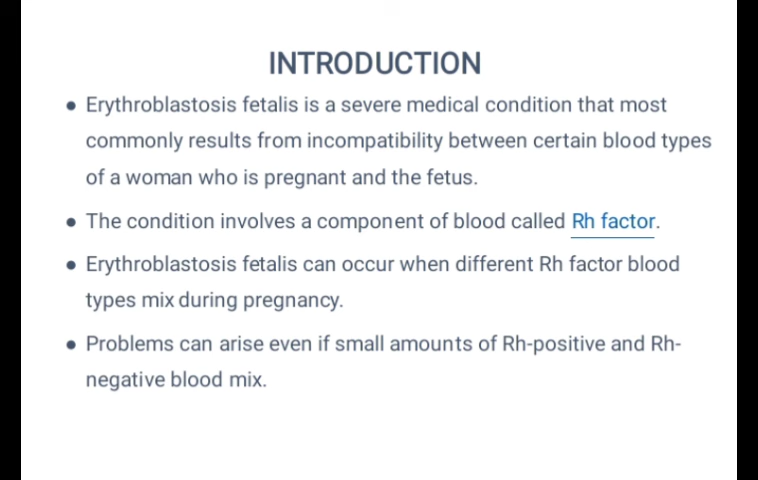 INTRODUCTION
● Erythroblastosis fetalis is a severe medical condition that most
commonly results from incompatibility between certain blood types
of a woman who is pregnant and the fetus.
● The condition involves a component of blood called Rh factor.
● Erythroblastosis fetalis can occur when different Rh factor blood
types mix during pregnancy.
● Problems can arise even if small amounts of Rh-positive and Rh-
negative blood mix.